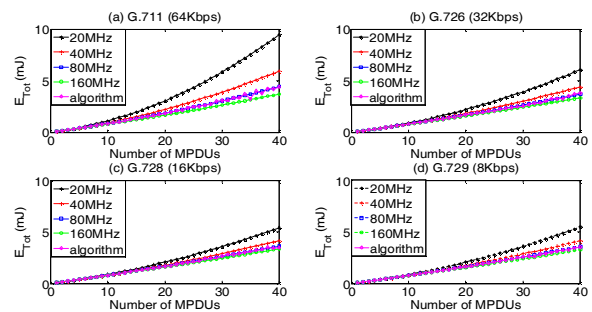 (a) G.711 (64Kbps)
10
5
0
E_Tot (mJ)
20MHz
40MHz
80MHz
160MHz
algorithm
0 10 20 30 40
Number of MPDUs
(b) G.726 (32Kbps)
10
5
0
E_Tot (mJ)
20MHz
40MHz
80MHz
160MHz
algorithm
0 10 20 30 40
Number of MPDUs
(c) G.728 (16Kbps)
10
5
0
E_Tot (mJ)
20MHz
40MHz
80MHz
160MHz
algorithm
0 10 20 30 40
Number of MPDUs
(d) G.729 (8Kbps)
10
5
0
E_Tot (mJ)
20MHz
40MHz
80MHz
160MHz
algorithm
0 10 20 30 40
Number of MPDUs